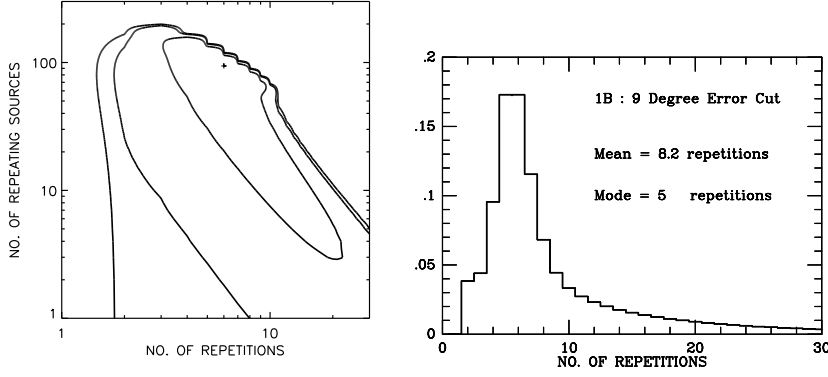 NO. OF REPEATING SOURCES
100
10
1
1
10
NO. OF REPETITIONS
.2
.15
.1
.05
0
1B : 9 Degree Error Cut
Mean = 8.2 repetitions
Mode = 5 repetitions
0
10
20
30
NO. OF REPETITIONS